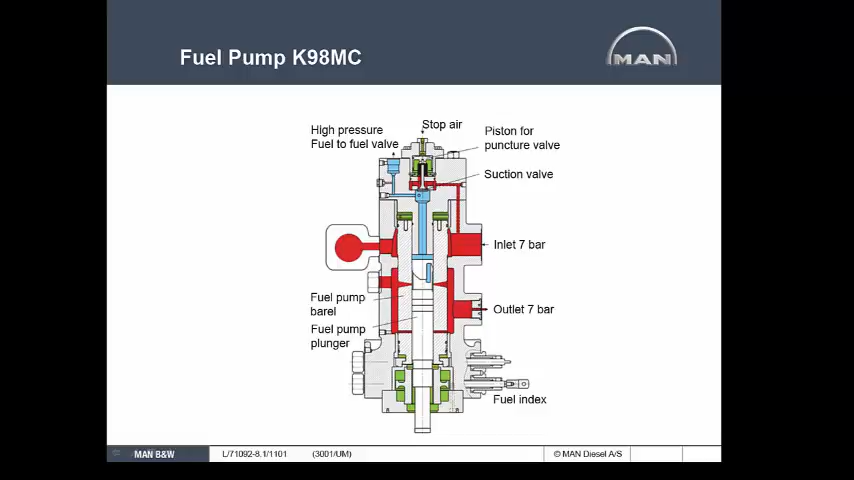 Fuel Pump K98MC
MAN
Stop air
High pressure
Fuel to fuel valve
Piston for
puncture valve
Suction valve
Inlet 7 bar
Fuel pump
barel
Outlet 7 bar
Fuel pump
plunger
Fuel index
MAN B&W
L/71092-8.1/1101
(3001/UM)
© MAN Diesel A/S